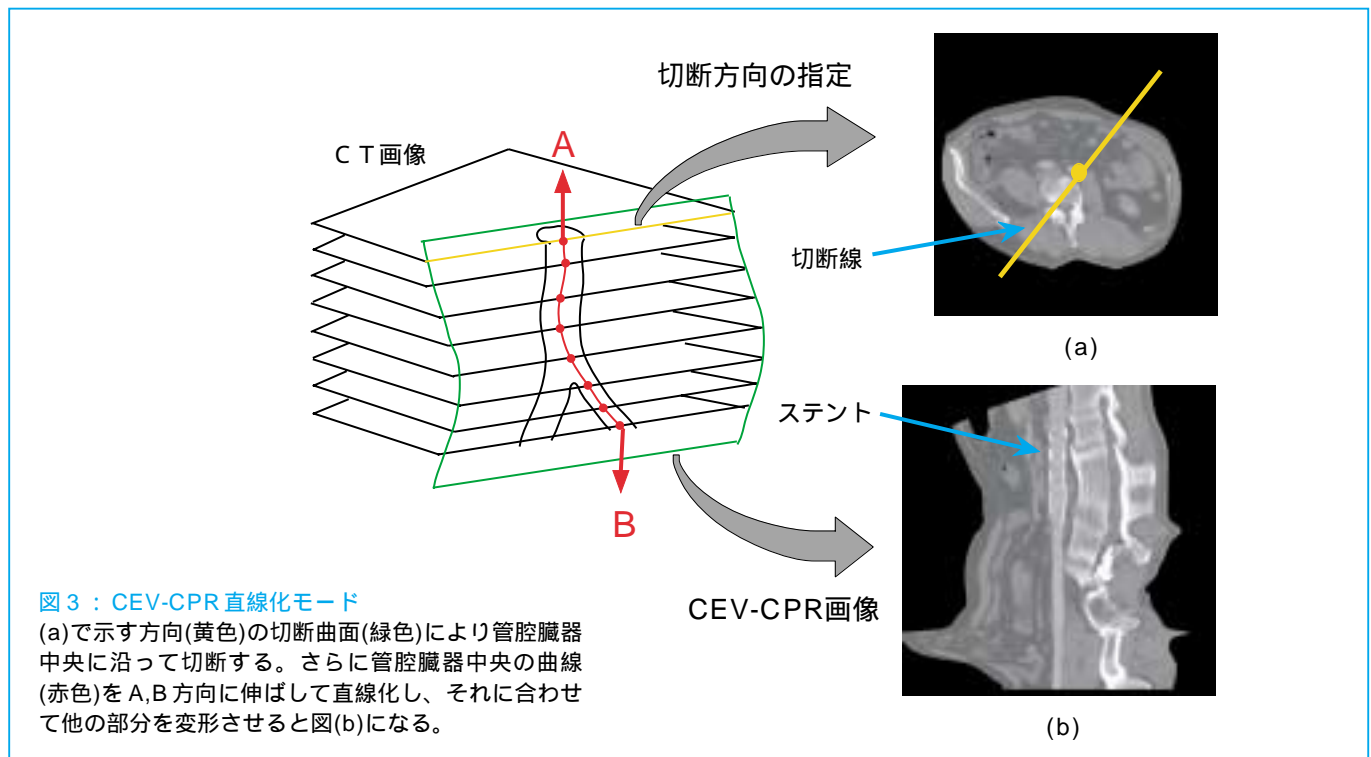 切断方向の指定
CT画像
A
切断線
(a)
ステント
B
CEV-CPR画像
(b)
図3：CEV-CPR直線化モード
(a)で示す方向(黄色)の切断曲面(緑色)により管腔臓器
中央に沿って切断する。さらに管腔臓器中央の曲線
(赤色)をA,B方向に伸ばして直線化し、それに合わせ
て他の部分を変形させると図(b)になる。